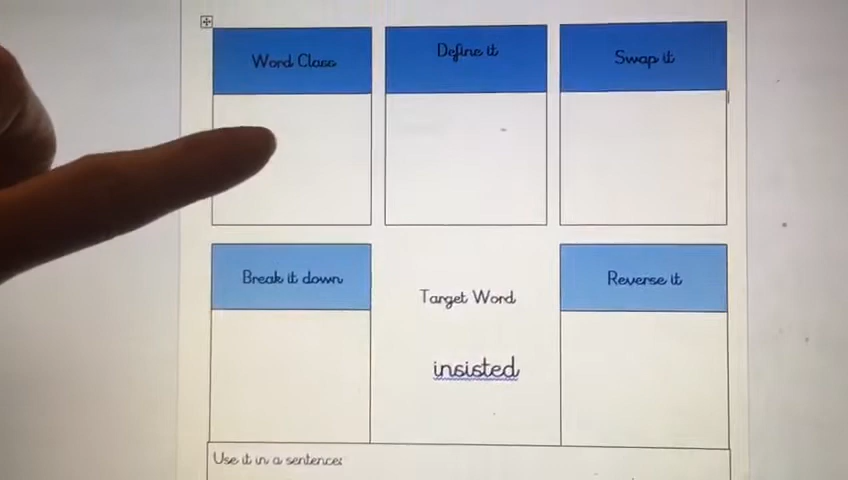 Word Class
Define it
Swap it
Break it down
Target Word
Reverse it
insisted
Use it in a sentence: